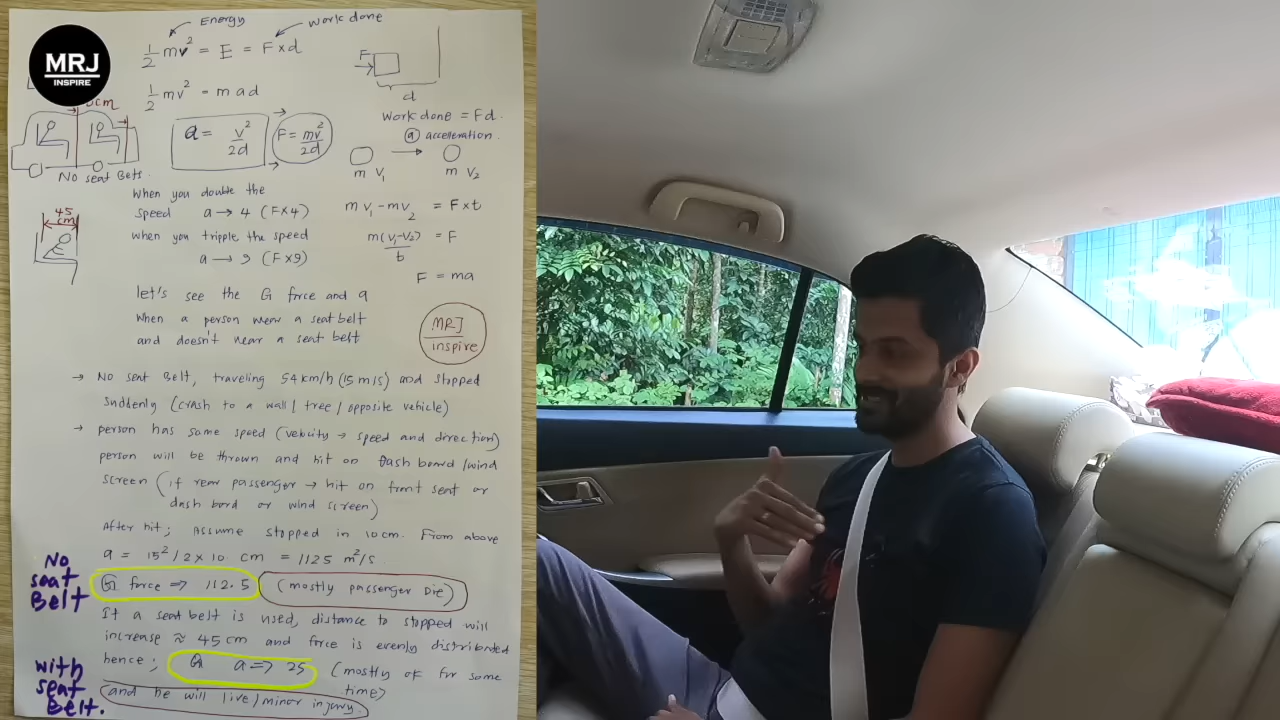 Energy
work done
½ mv² = E = F×d
F
d
MRJ
INSPIRE
½ mv² = mad
cm
Work done = Fd.
a = v²/2d
F = mv²/2d
(a) acceleration.
m v₁
m v₂
No seat Bets.
When you double the
speed a → 4 (F×4)
when you tripple the speed
a → 9 (F×9)
45
cm
mv₁ - mv₂ = F×t
m(v₁-v₂)/t = F
F = ma
let's see the G force and a
When a person wear a seat belt
and doesn't wear a seat belt
MRJ
inspire
→ No seat Belt, traveling 54 km/h (15 m/s) and stopped
suddenly (crash to a wall / tree / opposite vehicle)
→ person has same speed (velocity → speed and direction)
person will be thrown and hit on Dash board / wind
screen (if rear passenger → hit on front seat or
dash bord or wind screen)
After hit; Assume stopped in 10 cm. From above
a = 15² / 2 × 10 cm = 1125 m²/s
No
seat
Belt
G force ⇒ 112.5 (mostly passenger Die)
If a seat belt is used, distance to stopped will
increase ≈ 45 cm and force is evenly distributed
hence; G a ⇒ 25 (mostly ok for some
time)
with
seat
Belt.
(and he will live / minor injury.